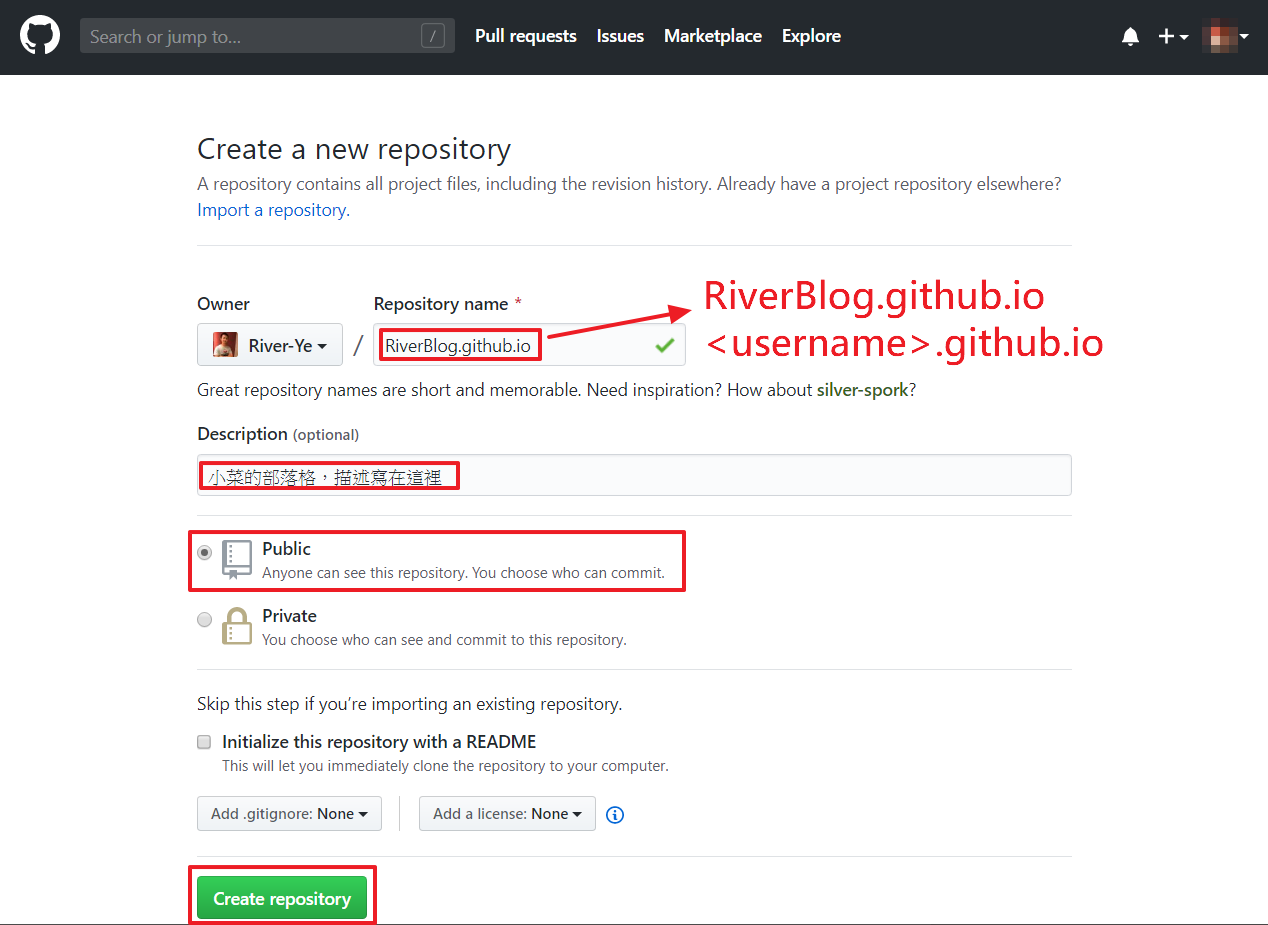 Search or jump to... /
Pull requests Issues Marketplace Explore
Create a new repository
A repository contains all project files, including the revision history. Already have a project repository elsewhere?
Import a repository.
Owner Repository name *
River-Ye / RiverBlog.github.io
RiverBlog.github.io
<username>.github.io
Great repository names are short and memorable. Need inspiration? How about silver-spork?
Description (optional)
小菜的部落格，描述寫在這裡
Public
Anyone can see this repository. You choose who can commit.
Private
You choose who can see and commit to this repository.
Skip this step if you're importing an existing repository.
Initialize this repository with a README
This will let you immediately clone the repository to your computer.
Add .gitignore: None Add a license: None
Create repository